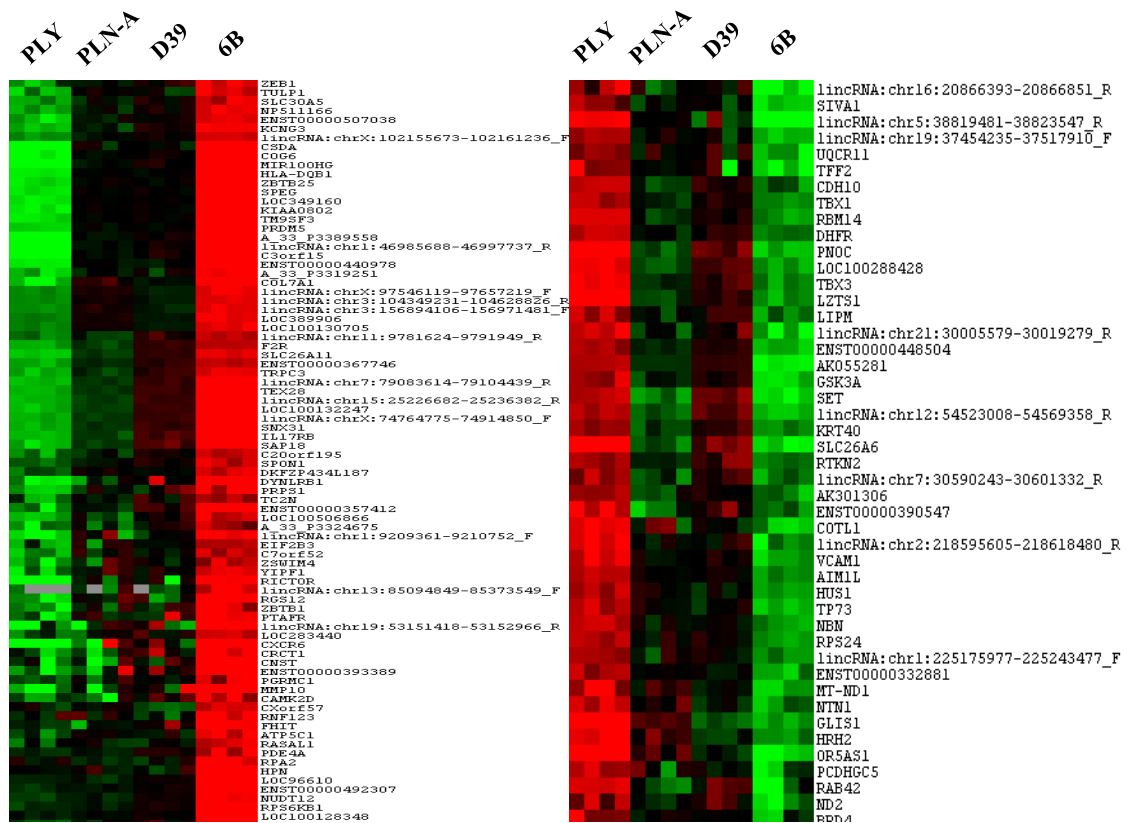 PLY PLN-A D39 6B
ZEB1
TULP1
SLC30A5
NP511166
ENST00000507038
KCNG3
lincRNA:chrX:102155673-102161236_F
CSDA
COG6
MIR100HG
HLA-DQB1
ZBTB25
SPEG
LOC349160
KIAA0802
TM9SF3
PRDM5
A_33_P3389558
lincRNA:chr1:46985688-46997737_R
C3orf15
ENST00000440978
A_33_P3319251
COL7A1
lincRNA:chrX:97546119-97657219_F
lincRNA:chr3:104349231-104628826_R
lincRNA:chr3:156894106-156971481_F
LOC389906
LOC100130705
lincRNA:chr11:9781624-9791949_R
F2R
SLC26A11
ENST00000367746
TRPC3
lincRNA:chr7:79083614-79104439_R
TEX28
lincRNA:chr15:25226682-25236382_R
LOC100132247
lincRNA:chrX:74764775-74914850_F
SNX31
IL17RB
SAP18
C20orf195
SPON1
DKFZP434L187
DYNLRB1
PRPS1
TC2N
ENST00000357412
LOC100506866
A_33_P3324675
lincRNA:chr1:9209361-9210752_F
EIF2B3
C7orf52
ZSWIM4
YIPF1
RICTOR
lincRNA:chr13:85094849-85373549_F
RGS12
ZBTB1
PTAFR
lincRNA:chr19:53151418-53152966_R
LOC283440
CXCR6
CRCT1
CNST
ENST00000393389
PGRMC1
MMP10
CAMK2D
CXorf57
RNF123
FHIT
ATP5C1
RASAL1
PDE4A
RPA2
HPN
LOC96610
ENST00000492307
NUDT12
RPS6KB1
LOC100128348
PLY PLN-A D39 6B
lincRNA:chr16:20866393-20866851_R
SIVA1
lincRNA:chr5:38819481-38823547_R
lincRNA:chr19:37454235-37517910_F
UQCR11
TFF2
CDH10
TBX1
RBM14
DHFR
PNOC
LOC100288428
TBX3
LZTS1
LIPM
lincRNA:chr21:30005579-30019279_R
ENST00000448504
AK055281
GSK3A
SET
lincRNA:chr12:54523008-54569358_R
KRT40
SLC26A6
RTKN2
lincRNA:chr7:30590243-30601332_R
AK301306
ENST00000390547
COTL1
lincRNA:chr2:218595605-218618480_R
VCAM1
AIM1L
HUS1
TP73
NBN
RPS24
lincRNA:chr1:225175977-225243477_F
ENST00000332881
MT-ND1
NTN1
GLIS1
HRH2
OR5AS1
PCDHGC5
RAB42
ND2
BRD4